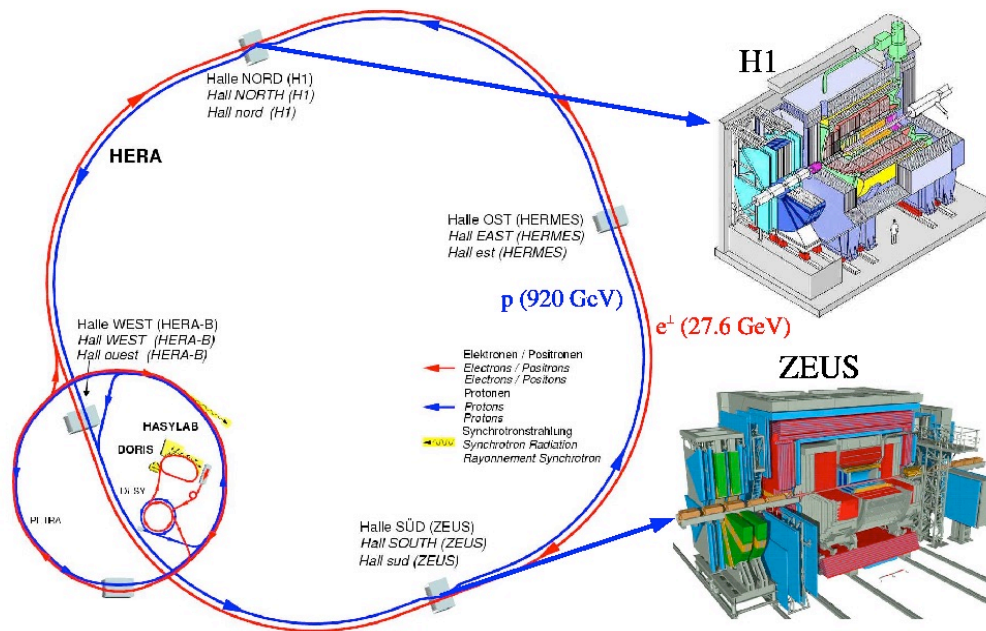 Halle NORD (H1)
Hall NORTH (H1)
Hall nord (H1)
H1
HERA
Halle OST (HERMES)
Hall EAST (HERMES)
Hall est (HERMES)
p (920 GeV)
e± (27.6 GeV)
Halle WEST (HERA-B)
Hall WEST (HERA-B)
Hall ouest (HERA-B)
Elektronen / Positronen
Electrons / Positrons
Electrons / Positons
Protonen
Protons
Protons
Synchrotronstrahlung
Synchrotron Radiation
Rayonnement Synchrotron
ZEUS
HASYLAB
DORIS
DESY
PETRA
Halle SÜD (ZEUS)
Hall SOUTH (ZEUS)
Hall sud (ZEUS)